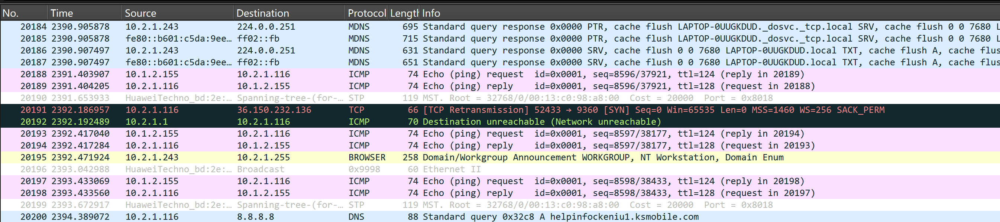 No. Time Source Destination Protocol Length Info
20184 2390.905878 10.2.1.243 224.0.0.251 MDNS 695 Standard query response 0x0000 PTR, cache flush LAPTOP-0UUGKDUD._dosvc._tcp.local SRV, cache flush 0 0 7680 L
20185 2390.905878 fe80::b601:c5da:9ee… ff02::fb MDNS 715 Standard query response 0x0000 PTR, cache flush LAPTOP-0UUGKDUD._dosvc._tcp.local SRV, cache flush 0 0 7680 L
20186 2390.907497 10.2.1.243 224.0.0.251 MDNS 631 Standard query response 0x0000 SRV, cache flush 0 0 7680 LAPTOP-0UUGKDUD.local TXT, cache flush A, cache flus
20187 2390.907497 fe80::b601:c5da:9ee… ff02::fb MDNS 651 Standard query response 0x0000 SRV, cache flush 0 0 7680 LAPTOP-0UUGKDUD.local TXT, cache flush A, cache flus
20188 2391.403907 10.1.2.155 10.2.1.116 ICMP 74 Echo (ping) request id=0x0001, seq=8596/37921, ttl=124 (reply in 20189)
20189 2391.404205 10.2.1.116 10.1.2.155 ICMP 74 Echo (ping) reply id=0x0001, seq=8596/37921, ttl=128 (request in 20188)
20190 2391.653933 HuaweiTechno_bd:2e:… Spanning-tree-(for-… STP 119 MST. Root = 32768/0/00:13:c0:98:a8:00 Cost = 20000 Port = 0x8018
20191 2392.186957 10.2.1.116 36.150.232.136 TCP 66 [TCP Retransmission] 52433 → 9360 [SYN] Seq=0 Win=65535 Len=0 MSS=1460 WS=256 SACK_PERM
20192 2392.192489 10.2.1.1 10.2.1.116 ICMP 70 Destination unreachable (Network unreachable)
20193 2392.417040 10.1.2.155 10.2.1.116 ICMP 74 Echo (ping) request id=0x0001, seq=8597/38177, ttl=124 (reply in 20194)
20194 2392.417284 10.2.1.116 10.1.2.155 ICMP 74 Echo (ping) reply id=0x0001, seq=8597/38177, ttl=128 (request in 20193)
20195 2392.471924 10.2.1.243 10.2.1.255 BROWSER 258 Domain/Workgroup Announcement WORKGROUP, NT Workstation, Domain Enum
20196 2393.042988 HuaweiTechno_bd:2e:… Broadcast 0x9998 60 Ethernet II
20197 2393.433069 10.1.2.155 10.2.1.116 ICMP 74 Echo (ping) request id=0x0001, seq=8598/38433, ttl=124 (reply in 20198)
20198 2393.433560 10.2.1.116 10.1.2.155 ICMP 74 Echo (ping) reply id=0x0001, seq=8598/38433, ttl=128 (request in 20197)
20199 2393.672917 HuaweiTechno_bd:2e:… Spanning-tree-(for-… STP 119 MST. Root = 32768/0/00:13:c0:98:a8:00 Cost = 20000 Port = 0x8018
20200 2394.389072 10.2.1.116 8.8.8.8 DNS 88 Standard query 0x32c8 A helpinfockeniu1.ksmobile.com